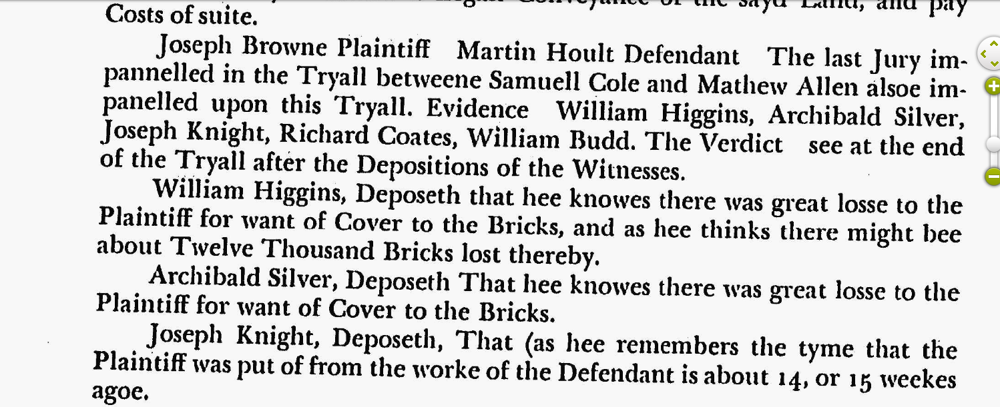 Conveyance of the sayd Land, and pay
Costs of suite.
Joseph Browne Plaintiff Martin Hoult Defendant The last Jury im-
pannelled in the Tryall betweene Samuell Cole and Mathew Allen alsoe im-
panelled upon this Tryall. Evidence William Higgins, Archibald Silver,
Joseph Knight, Richard Coates, William Budd. The Verdict see at the end
of the Tryall after the Depositions of the Witnesses.
William Higgins, Deposeth that hee knowes there was great losse to the
Plaintiff for want of Cover to the Bricks, and as hee thinks there might bee
about Twelve Thousand Bricks lost thereby.
Archibald Silver, Deposeth That hee knowes there was great losse to the
Plaintiff for want of Cover to the Bricks.
Joseph Knight, Deposeth, That (as hee remembers the tyme that the
Plaintiff was put of from the worke of the Defendant is about 14, or 15 weekes
agoe.